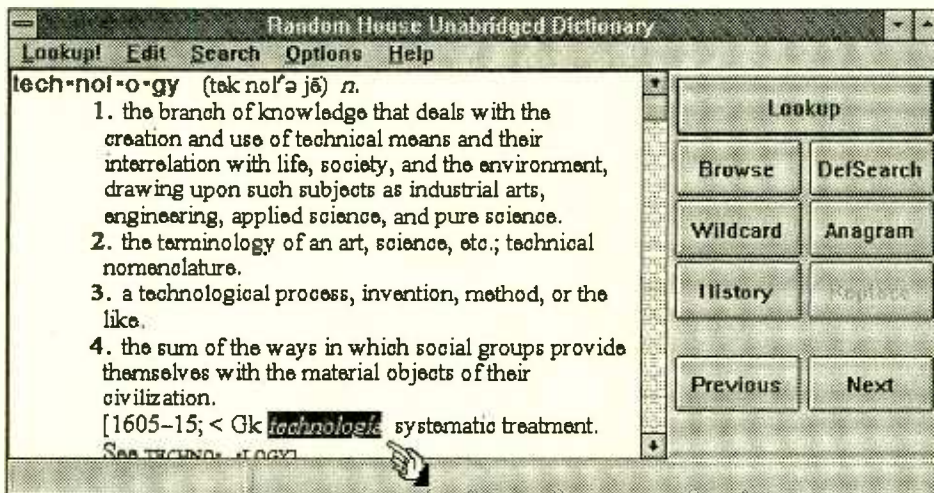 Random House Unabridged Dictionary
Lookup! Edit Search Options Help
tech•nol•o•gy (tek nol′ə jē) n.
1. the branch of knowledge that deals with the
creation and use of technical means and their
interrelation with life, society, and the environment,
drawing upon such subjects as industrial arts,
engineering, applied science, and pure science.
2. the terminology of an art, science, etc.; technical
nomenclature.
3. a technological process, invention, method, or the
like.
4. the sum of the ways in which social groups provide
themselves with the material objects of their
civilization.
[1605–15; < Gk technologia systematic treatment.
See TECHNO-, -LOGY]
Lookup
Browse DefSearch
Wildcard Anagram
History Replace
Previous Next